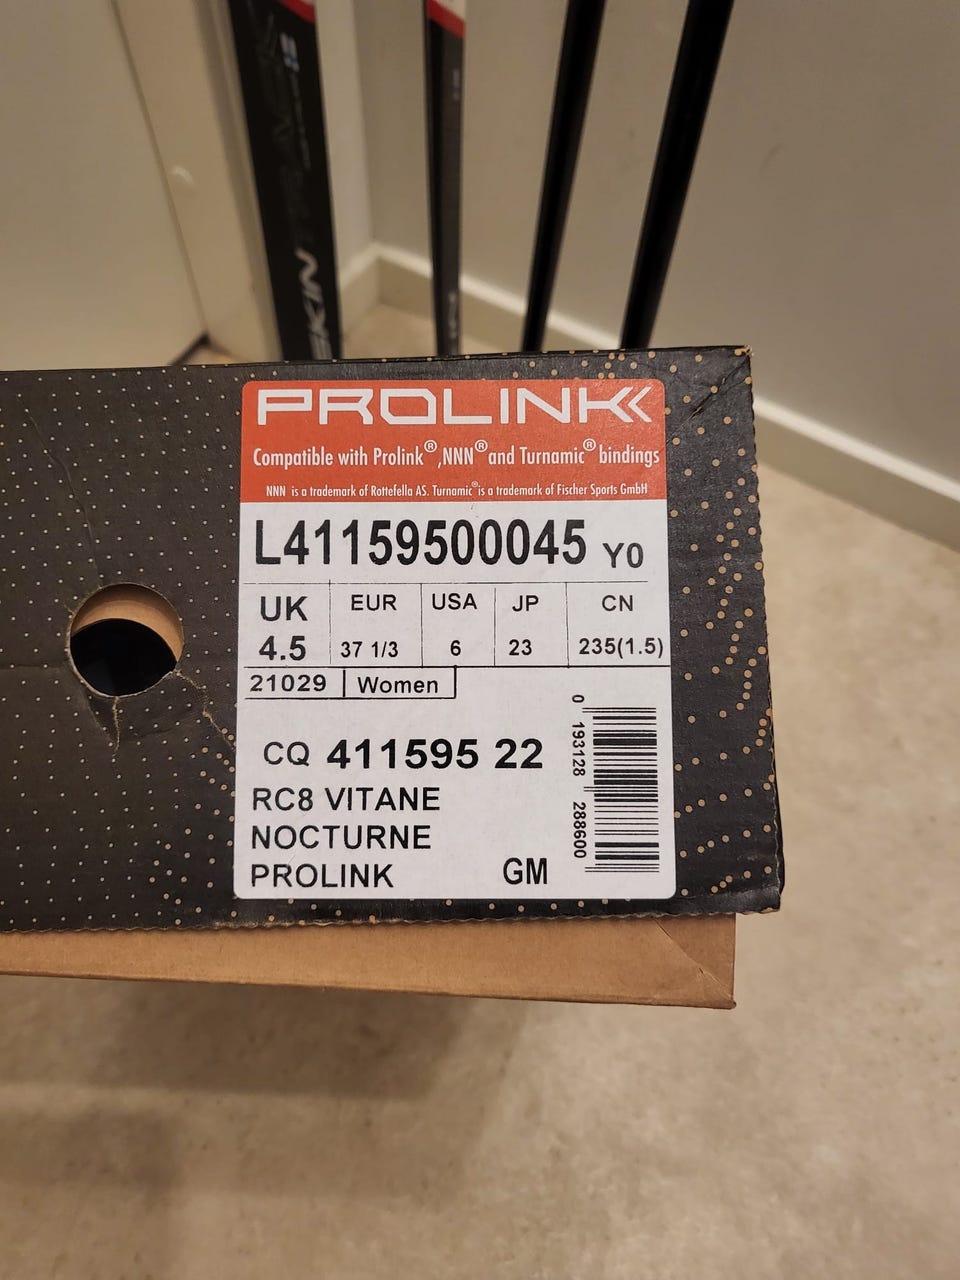 SKIN
PROLINK
Compatible with Prolink®,NNN® and Turnamic® bindings
NNN is a trademark of Rottefella AS. Turnamic® is a trademark of Fischer Sports GmbH
L41159500045 Y0
UK EUR USA JP CN
4.5 37 1/3 6 23 235(1.5)
21029 Women
CQ 411595 22
RC8 VITANE
NOCTURNE
PROLINK GM
0 193128 288600